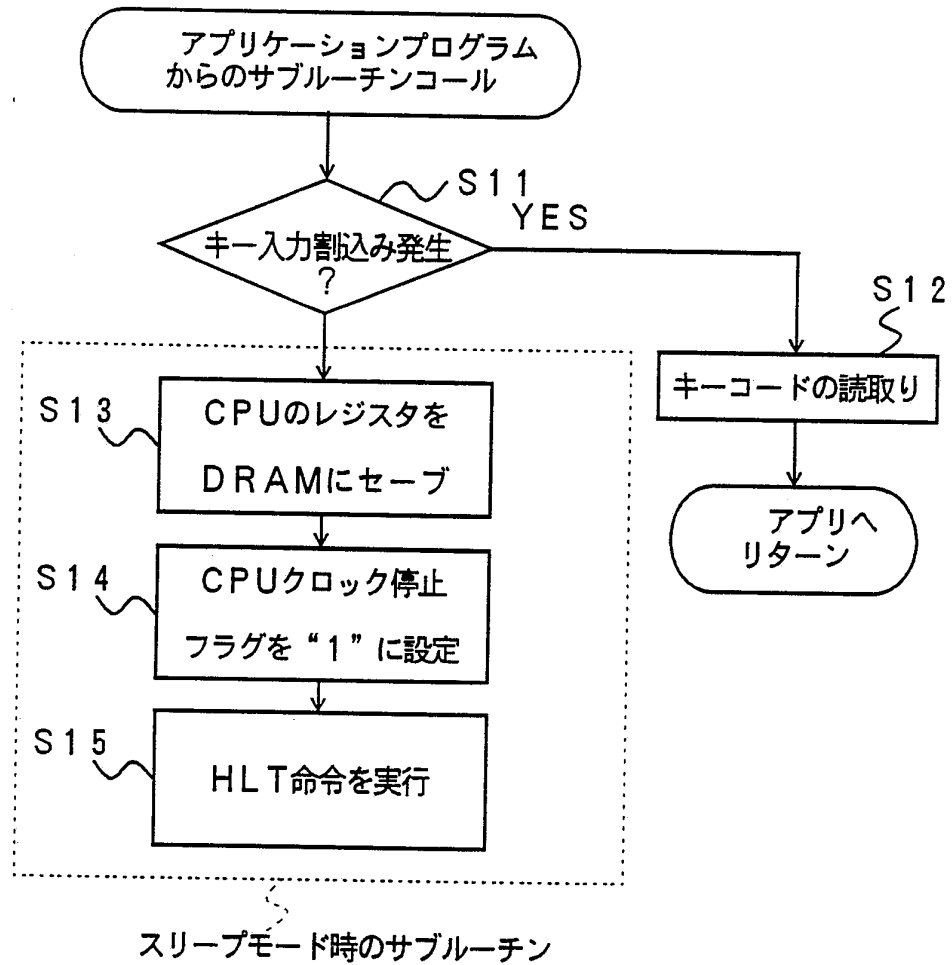 アプリケーションプログラム
からのサブルーチンコール
S11
YES
キー入力割込み発生
?
S12
キーコードの読取り
アプリへ
リターン
S13
CPUのレジスタを
DRAMにセーブ
S14
CPUクロック停止
フラグを“1”に設定
S15
HLT命令を実行
スリープモード時のサブルーチン